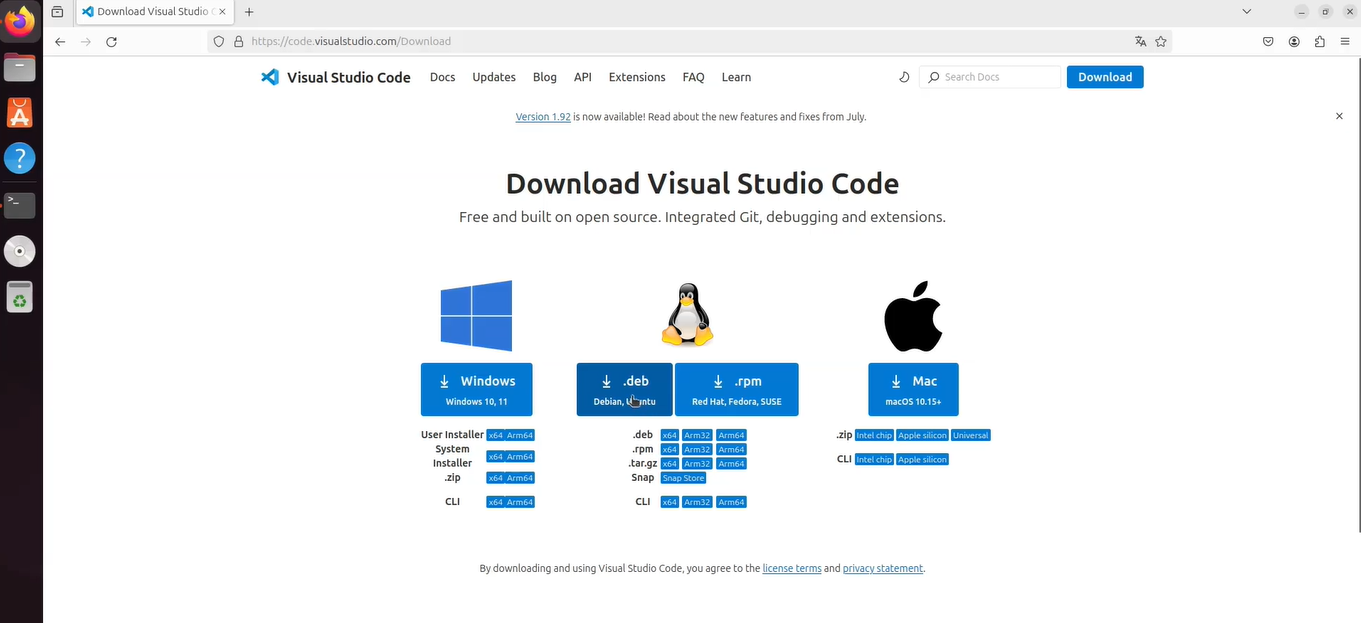 Download Visual Studio C
https://code.visualstudio.com/Download
Visual Studio Code Docs Updates Blog API Extensions FAQ Learn Search Docs Download
Version 1.92 is now available! Read about the new features and fixes from July.
Download Visual Studio Code
Free and built on open source. Integrated Git, debugging and extensions.
Windows
Windows 10, 11
.deb
Debian, Ubuntu
.rpm
Red Hat, Fedora, SUSE
Mac
macOS 10.15+
User Installer x64 Arm64
System Installer x64 Arm64
.zip x64 Arm64
CLI x64 Arm64
.deb x64 Arm32 Arm64
.rpm x64 Arm32 Arm64
.tar.gz x64 Arm32 Arm64
Snap Snap Store
CLI x64 Arm32 Arm64
.zip Intel chip Apple silicon Universal
CLI Intel chip Apple silicon
By downloading and using Visual Studio Code, you agree to the license terms and privacy statement.